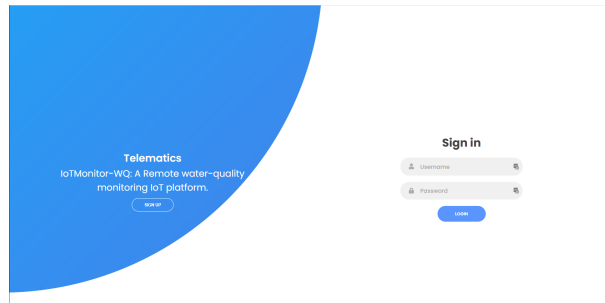 Telematics
IoTMonitor-WQ: A Remote water-quality
monitoring IoT platform.
SIGN UP
Sign in
Username
Password
LOGIN